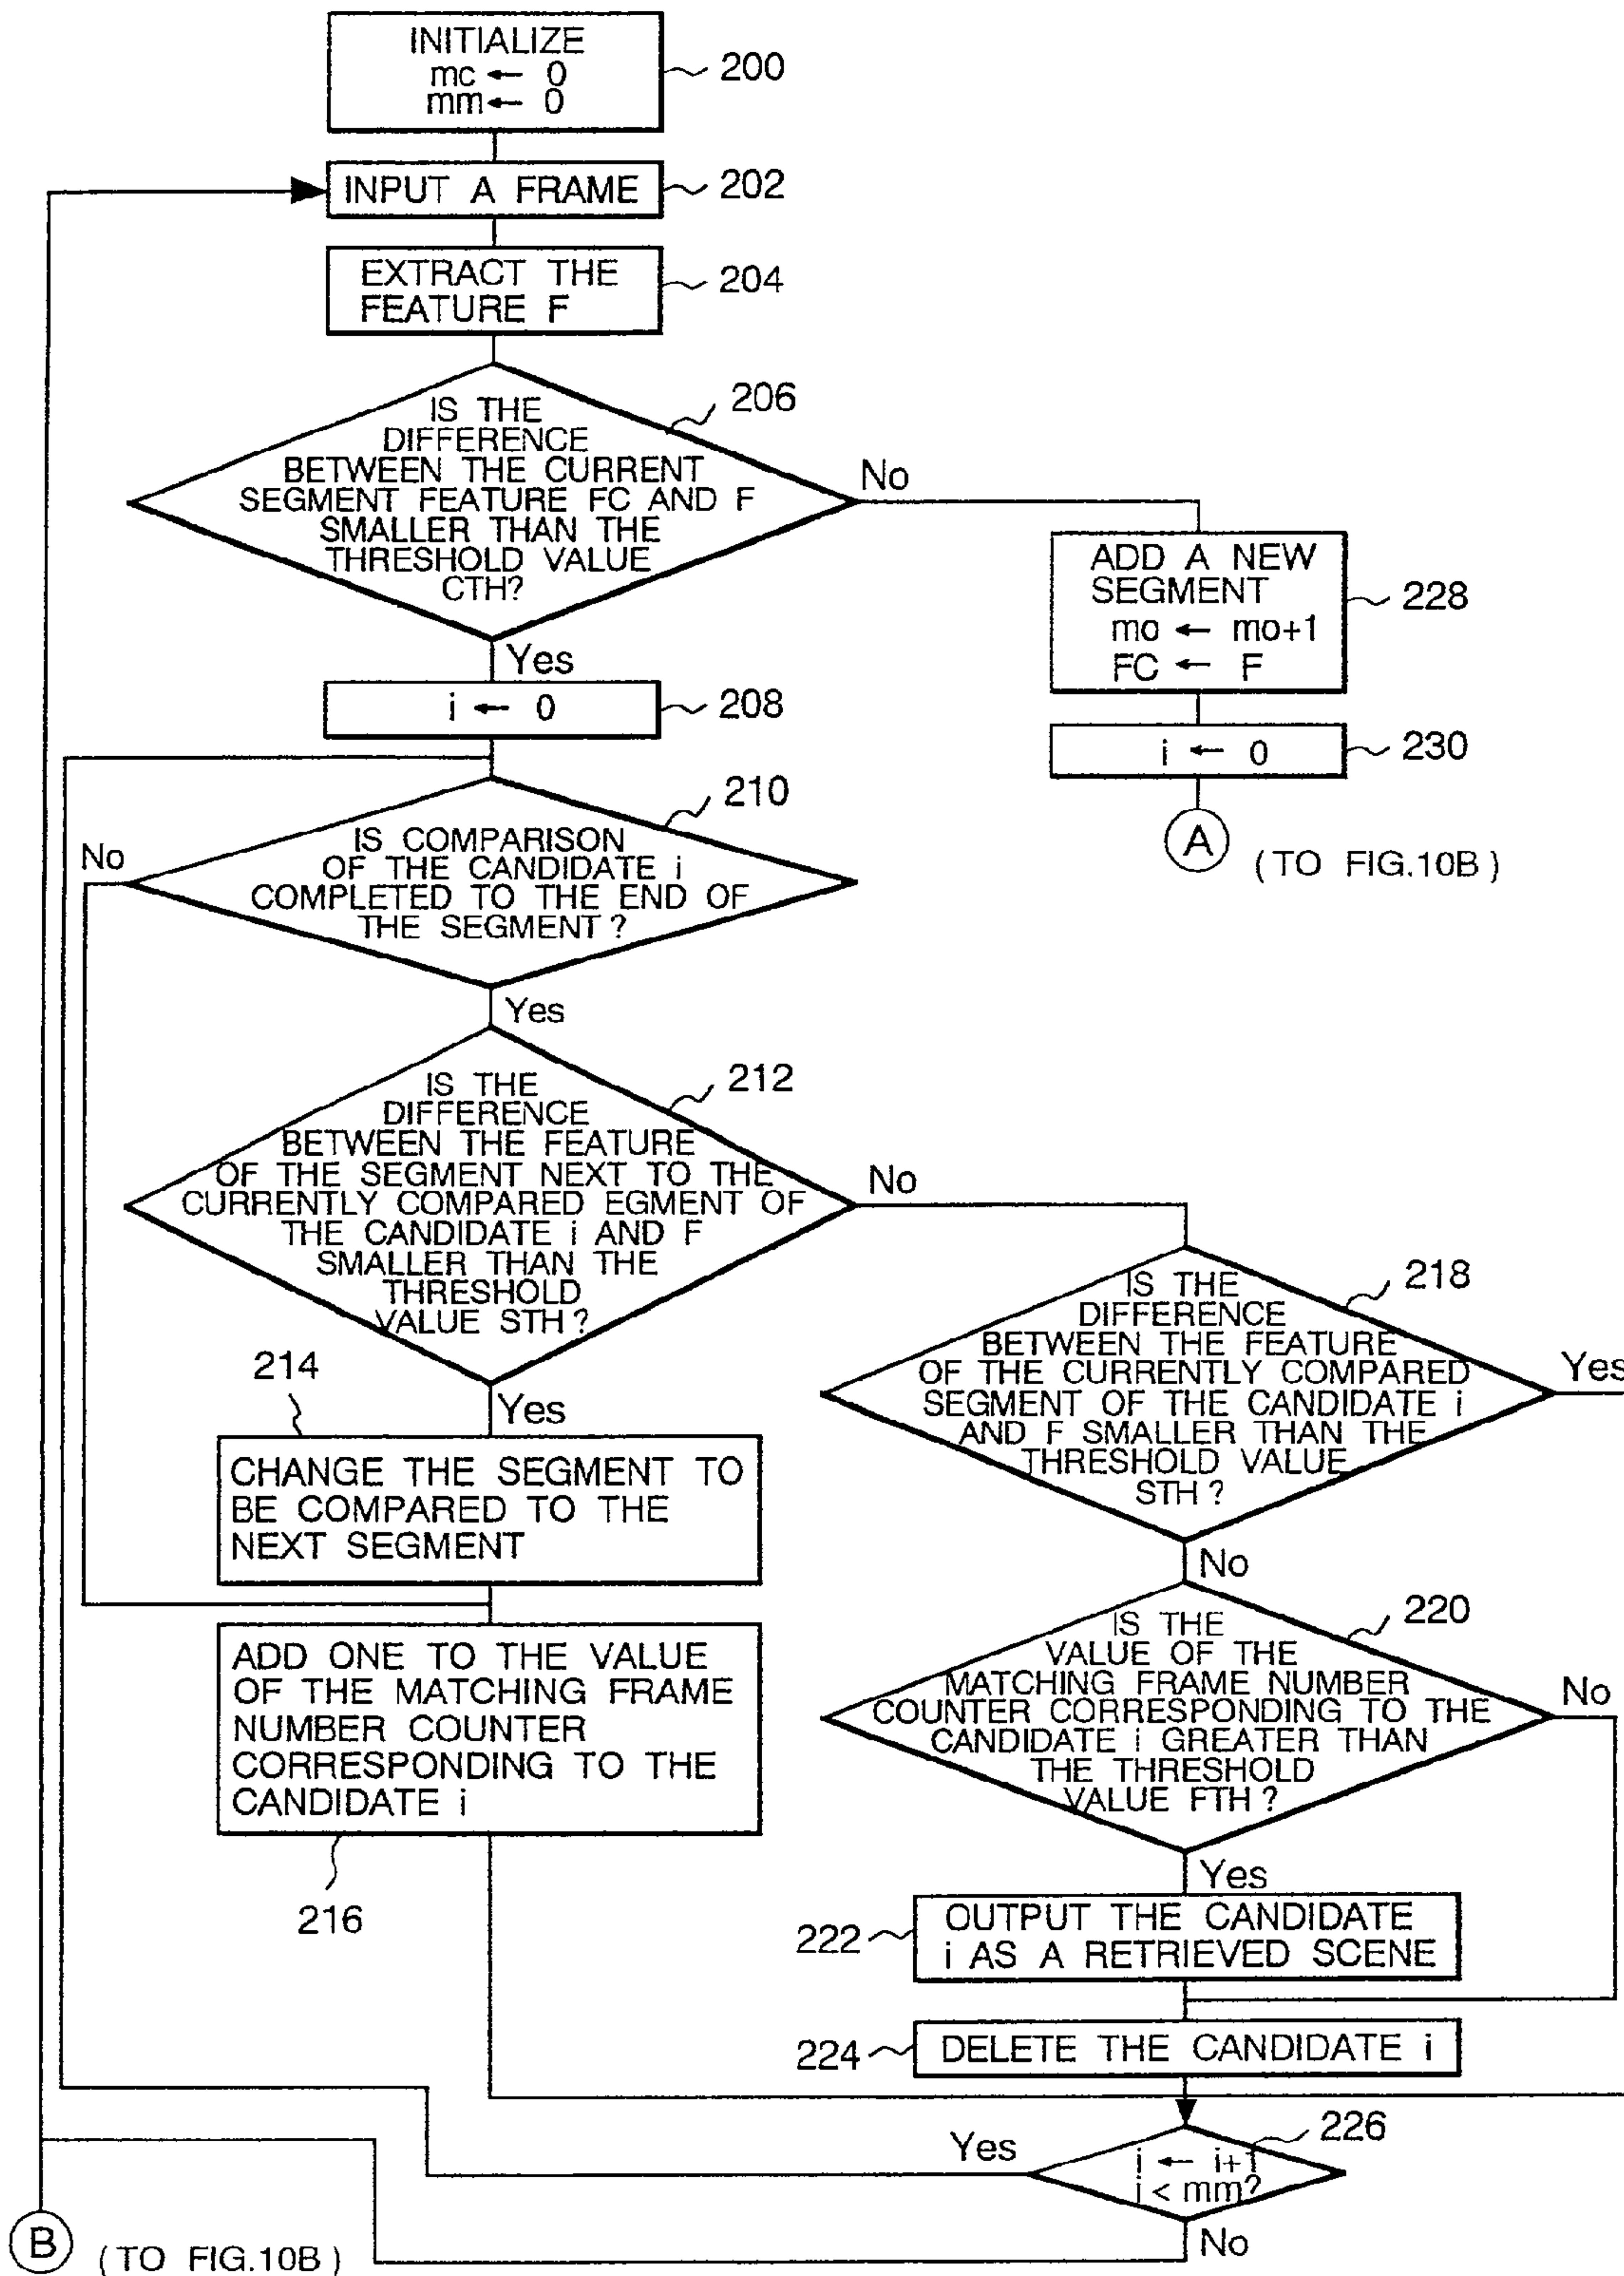 INITIALIZE
mc ← 0
mm ← 0
200
INPUT A FRAME
202
EXTRACT THE
FEATURE F
204
IS THE
DIFFERENCE
BETWEEN THE CURRENT
SEGMENT FEATURE FC AND F
SMALLER THAN THE
THRESHOLD VALUE
CTH?
206
No
Yes
ADD A NEW
SEGMENT
mo ← mo+1
FC ← F
228
i ← 0
208
i ← 0
230
A
(TO FIG.10B)
IS COMPARISON
OF THE CANDIDATE i
COMPLETED TO THE END OF
THE SEGMENT?
210
No
Yes
IS THE
DIFFERENCE
BETWEEN THE FEATURE
OF THE SEGMENT NEXT TO THE
CURRENTLY COMPARED EGMENT OF
THE CANDIDATE i AND F
SMALLER THAN THE
THRESHOLD
VALUE STH?
212
No
Yes
214
CHANGE THE SEGMENT TO
BE COMPARED TO THE
NEXT SEGMENT
ADD ONE TO THE VALUE
OF THE MATCHING FRAME
NUMBER COUNTER
CORRESPONDING TO THE
CANDIDATE i
216
IS THE
DIFFERENCE
BETWEEN THE FEATURE
OF THE CURRENTLY COMPARED
SEGMENT OF THE CANDIDATE i
AND F SMALLER THAN THE
THRESHOLD VALUE
STH?
218
Yes
No
IS THE
VALUE OF THE
MATCHING FRAME NUMBER
COUNTER CORRESPONDING TO THE
CANDIDATE i GREATER THAN
THE THRESHOLD
VALUE FTH?
220
No
Yes
OUTPUT THE CANDIDATE
i AS A RETRIEVED SCENE
222
DELETE THE CANDIDATE i
224
i ← i+1
i < mm?
226
Yes
No
B
(TO FIG.10B)